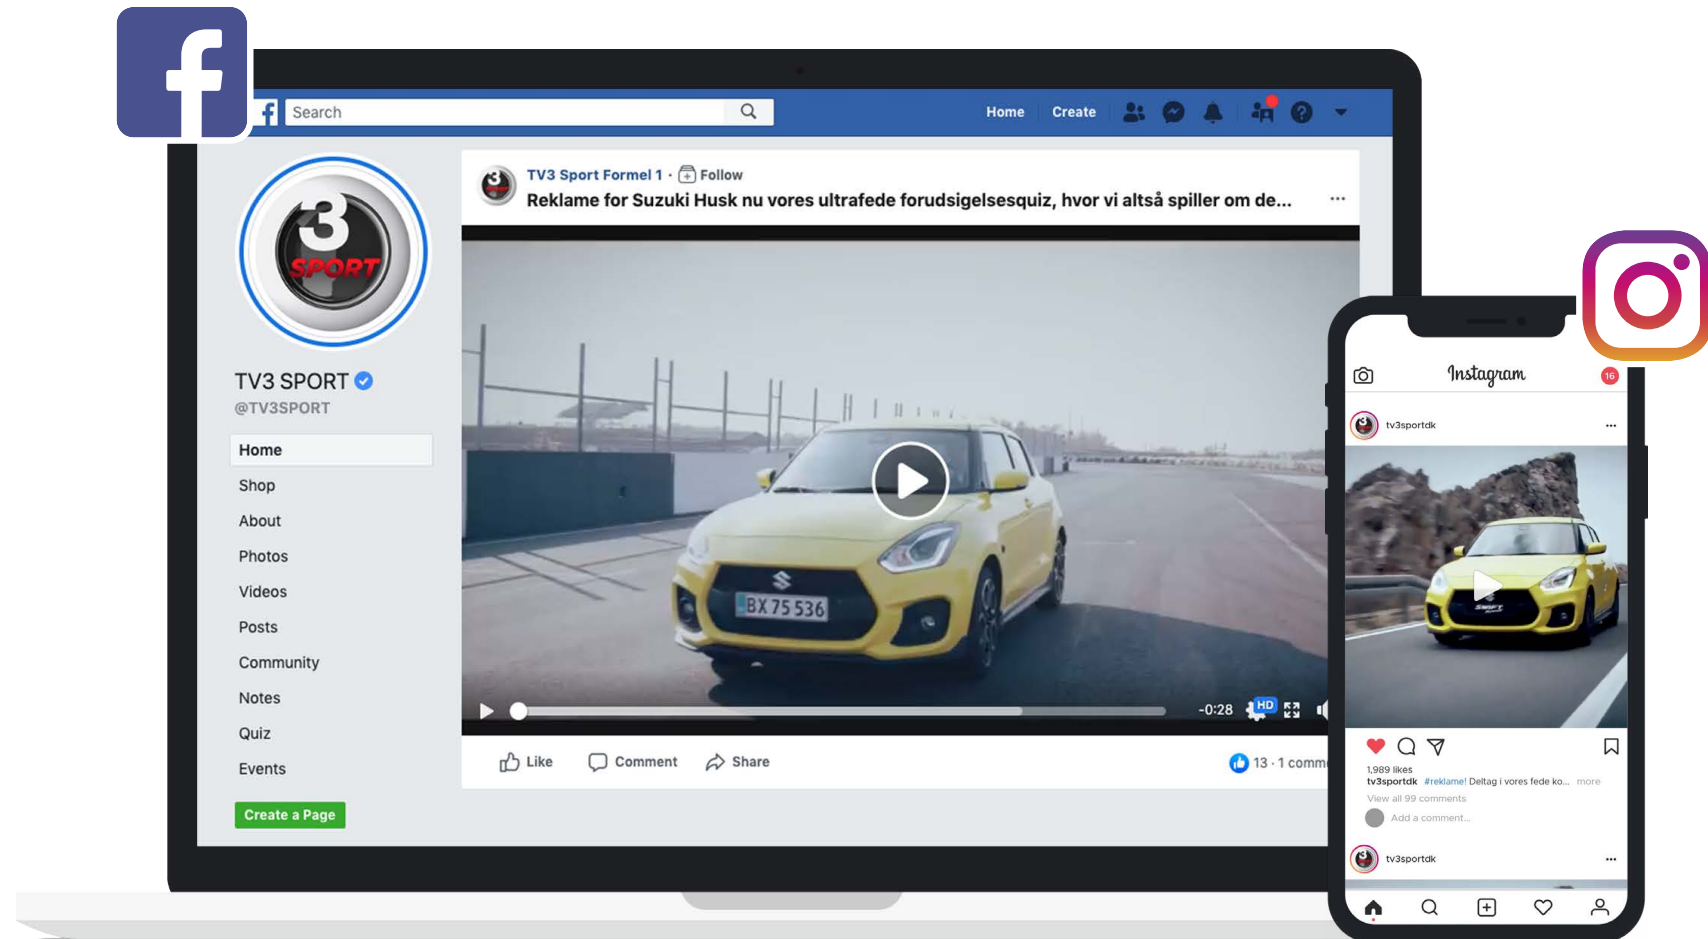 f
f
Search
Home
Create
3
SPORT
TV3 SPORT
@TV3SPORT
Home
Shop
About
Photos
Videos
Posts
Community
Notes
Quiz
Events
Create a Page
3
TV3 Sport Formel 1 · Follow
Reklame for Suzuki Husk nu vores ultrafede forudsigelsesquiz, hvor vi altså spiller om de...
BX 75 536
-0:28 HD
Like Comment Share
13 · 1 comm
Instagram
16
tv3sportdk
SWIFT
1,989 likes
tv3sportdk #reklame! Deltag i vores fede ko... more
View all 99 comments
Add a comment...
tv3sportdk